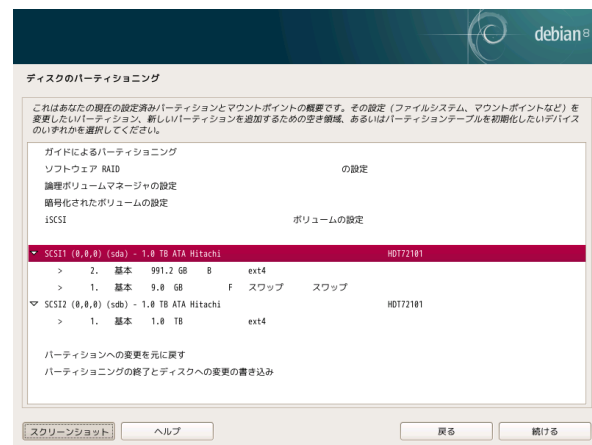 debian 8
ディスクのパーティショニング
これはあなたの現在の設定済みパーティションとマウントポイントの概要です。その設定 (ファイルシステム、マウントポイントなど) を
変更したいパーティション、新しいパーティションを追加するための空き領域、あるいはパーティションテーブルを初期化したいデバイス
のいずれかを選択してください。
ガイドによるパーティショニング
ソフトウェア RAID の設定
論理ボリュームマネージャの設定
暗号化されたボリュームの設定
iSCSI ボリュームの設定
SCSI1 (0,0,0) (sda) - 1.0 TB ATA Hitachi HDT72101
> 2. 基本 991.2 GB B ext4
> 1. 基本 9.0 GB F スワップ スワップ
SCSI2 (0,0,0) (sdb) - 1.0 TB ATA Hitachi HDT72101
> 1. 基本 1.0 TB ext4
パーティションへの変更を元に戻す
パーティショニングの終了とディスクへの変更の書き込み
スクリーンショット ヘルプ 戻る 続ける